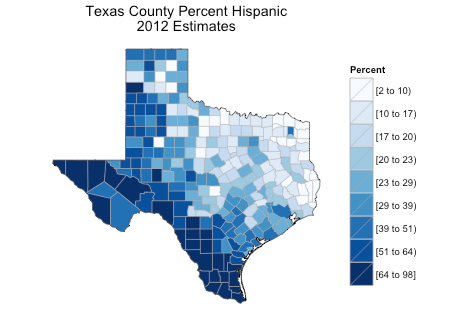 Texas County Percent Hispanic
2012 Estimates
Percent
[2 to 10)
[10 to 17)
[17 to 20)
[20 to 23)
[23 to 29)
[29 to 39)
[39 to 51)
[51 to 64)
[64 to 98]